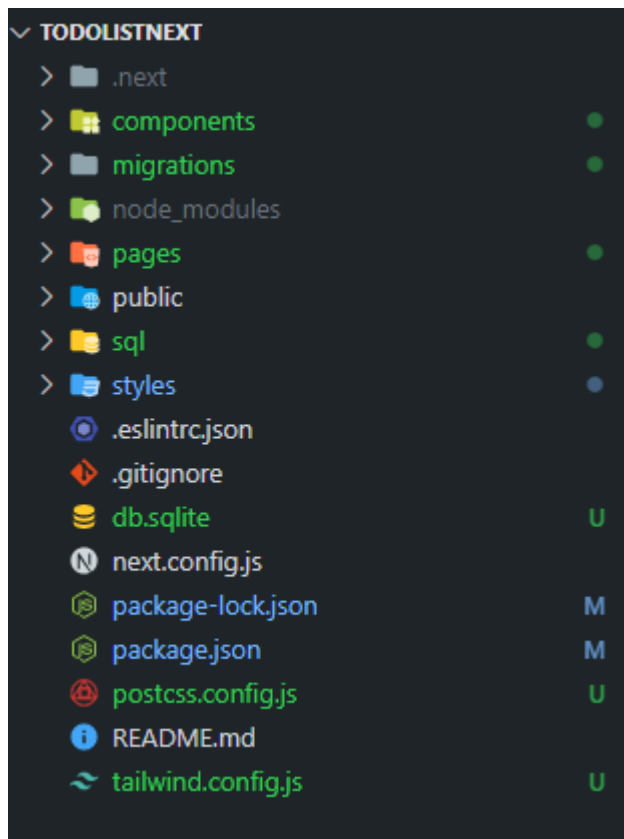 TODOLISTNEXT
.next
components
migrations
node_modules
pages
public
sql
styles
.eslintrc.json
.gitignore
db.sqlite U
next.config.js
package-lock.json M
package.json M
postcss.config.js U
README.md
tailwind.config.js U